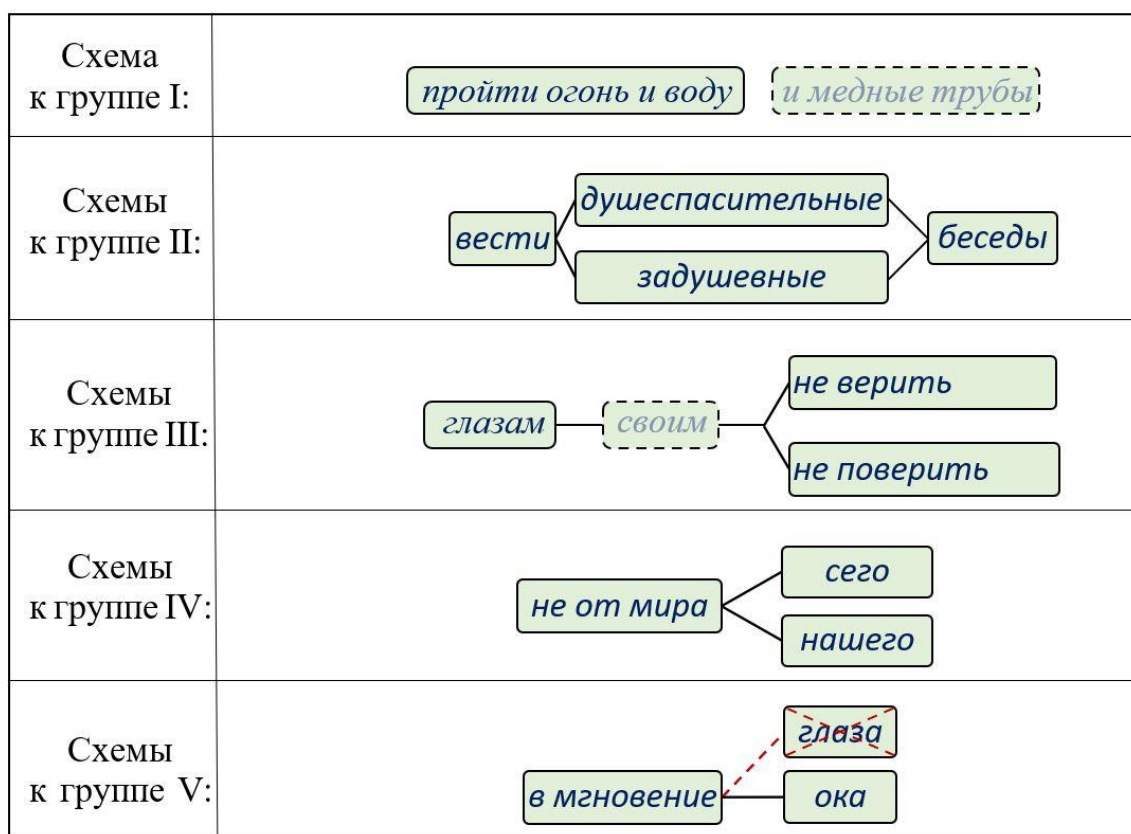 Схема
к группе I:
пройти огонь и воду и медные трубы
Схемы
к группе II:
вести
душеспасительные
задушевные
беседы
Схемы
к группе III:
глазам
своим
не верить
не поверить
Схемы
к группе IV:
не от мира
сего
нашего
Схемы
к группе V:
в мгновение
глаза
ока